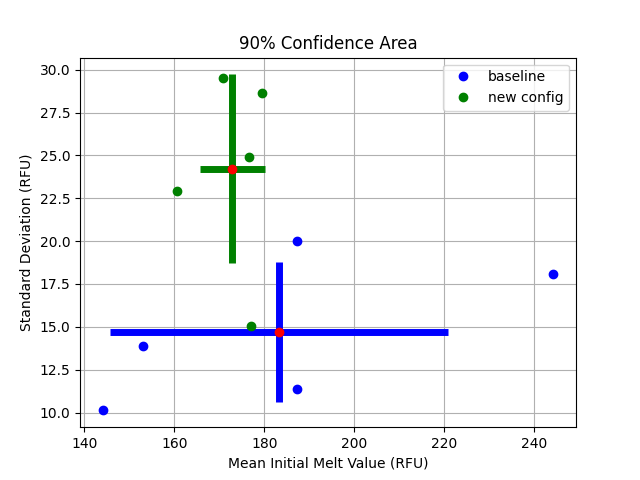 90% Confidence Area
baseline
new config
Standard Deviation (RFU)
30.0
27.5
25.0
22.5
20.0
17.5
15.0
12.5
10.0
140 160 180 200 220 240
Mean Initial Melt Value (RFU)